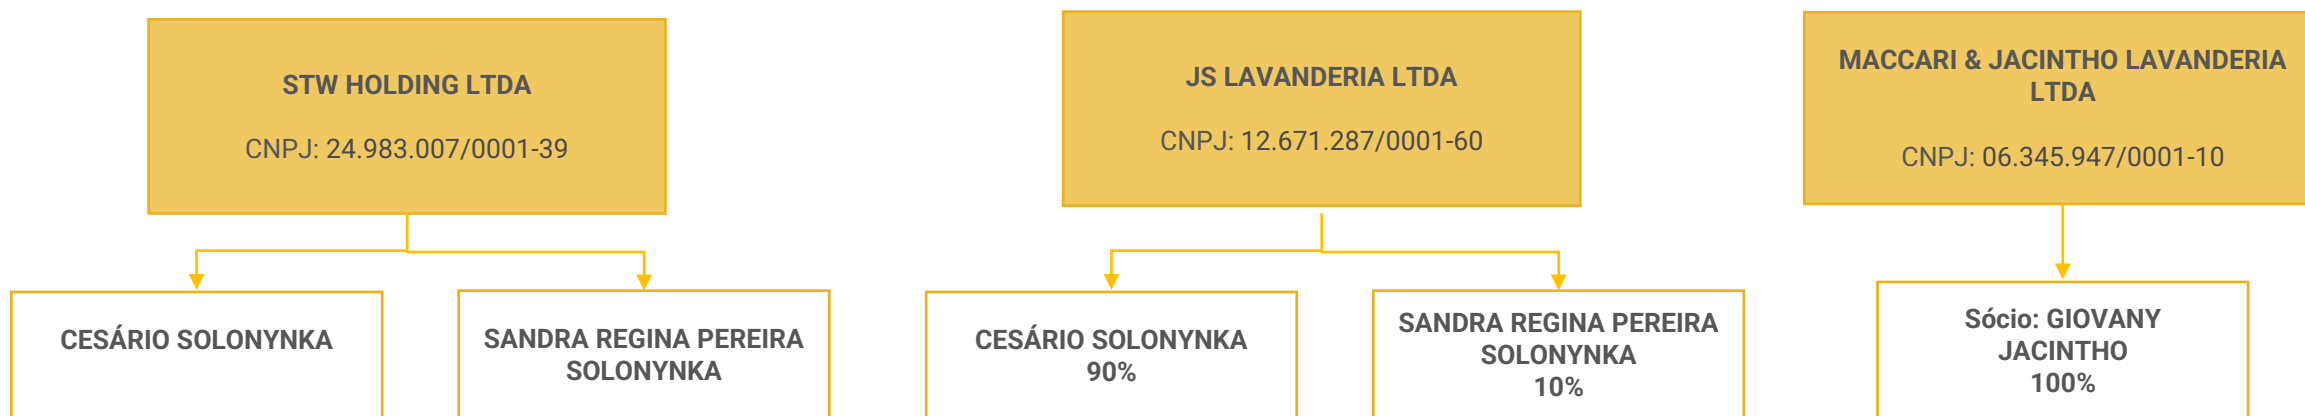 STW HOLDING LTDA
CNPJ: 24.983.007/0001-39
CESÁRIO SOLONYNKA
SANDRA REGINA PEREIRA
SOLONYNKA
JS LAVANDERIA LTDA
CNPJ: 12.671.287/0001-60
CESÁRIO SOLONYNKA
90%
SANDRA REGINA PEREIRA
SOLONYNKA
10%
MACCARI & JACINTHO LAVANDERIA
LTDA
CNPJ: 06.345.947/0001-10
Sócio: GIOVANY
JACINTHO
100%